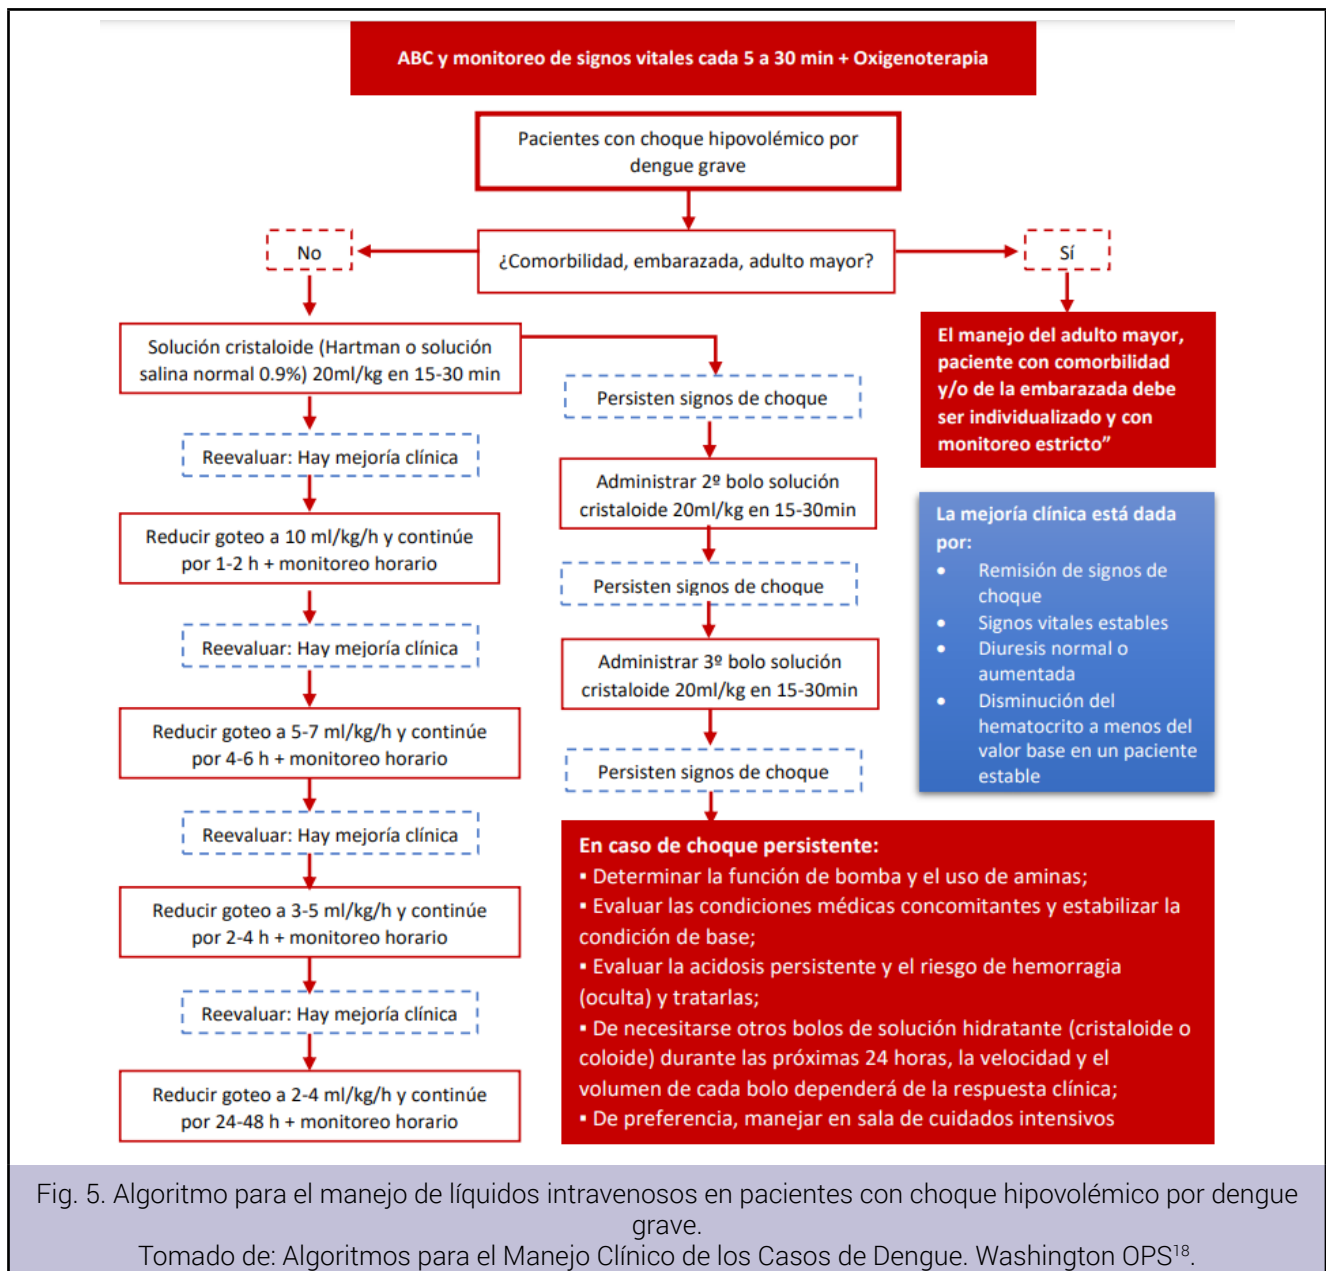 ABC y monitoreo de signos vitales cada 5 a 30 min + Oxigenoterapia
Pacientes con choque hipovolémico por
dengue grave
¿Comorbilidad, embarazada, adulto mayor?
No
Sí
Solución cristaloide (Hartman o solución
salina normal 0.9%) 20ml/kg en 15-30 min
Reevaluar: Hay mejoría clínica
Reducir goteo a 10 ml/kg/h y continúe
por 1-2 h + monitoreo horario
Reevaluar: Hay mejoría clínica
Reducir goteo a 5-7 ml/kg/h y continúe
por 4-6 h + monitoreo horario
Reevaluar: Hay mejoría clínica
Reducir goteo a 3-5 ml/kg/h y continúe
por 2-4 h + monitoreo horario
Reevaluar: Hay mejoría clínica
Reducir goteo a 2-4 ml/kg/h y continúe
por 24-48 h + monitoreo horario
Persisten signos de choque
Administrar 2º bolo solución
cristaloide 20ml/kg en 15-30min
Persisten signos de choque
Administrar 3º bolo solución
cristaloide 20ml/kg en 15-30min
Persisten signos de choque
En caso de choque persistente:
▪ Determinar la función de bomba y el uso de aminas;
▪ Evaluar las condiciones médicas concomitantes y estabilizar la
condición de base;
▪ Evaluar la acidosis persistente y el riesgo de hemorragia
(oculta) y tratarlas;
▪ De necesitarse otros bolos de solución hidratante (cristaloide o
coloide) durante las próximas 24 horas, la velocidad y el
volumen de cada bolo dependerá de la respuesta clínica;
▪ De preferencia, manejar en sala de cuidados intensivos
El manejo del adulto mayor,
paciente con comorbilidad
y/o de la embarazada debe
ser individualizado y con
monitoreo estricto”
La mejoría clínica está dada
por:
• Remisión de signos de
choque
• Signos vitales estables
• Diuresis normal o
aumentada
• Disminución del
hematocrito a menos del
valor base en un paciente
estable
Fig. 5. Algoritmo para el manejo de líquidos intravenosos en pacientes con choque hipovolémico por dengue
grave.
Tomado de: Algoritmos para el Manejo Clínico de los Casos de Dengue. Washington OPS¹⁸.